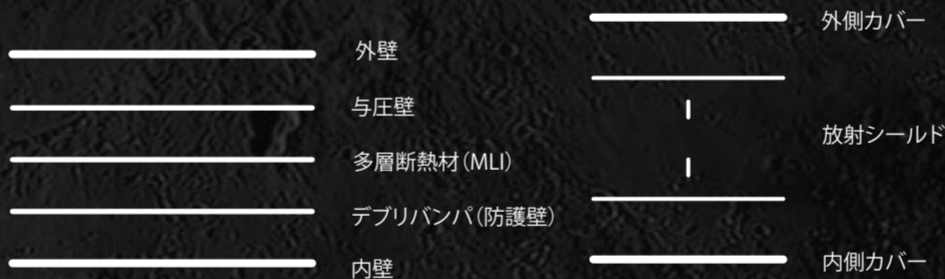 外壁
与圧壁
多層断熱材(MLI)
デブリバンパ(防護壁)
内壁
外側カバー
放射シールド
内側カバー